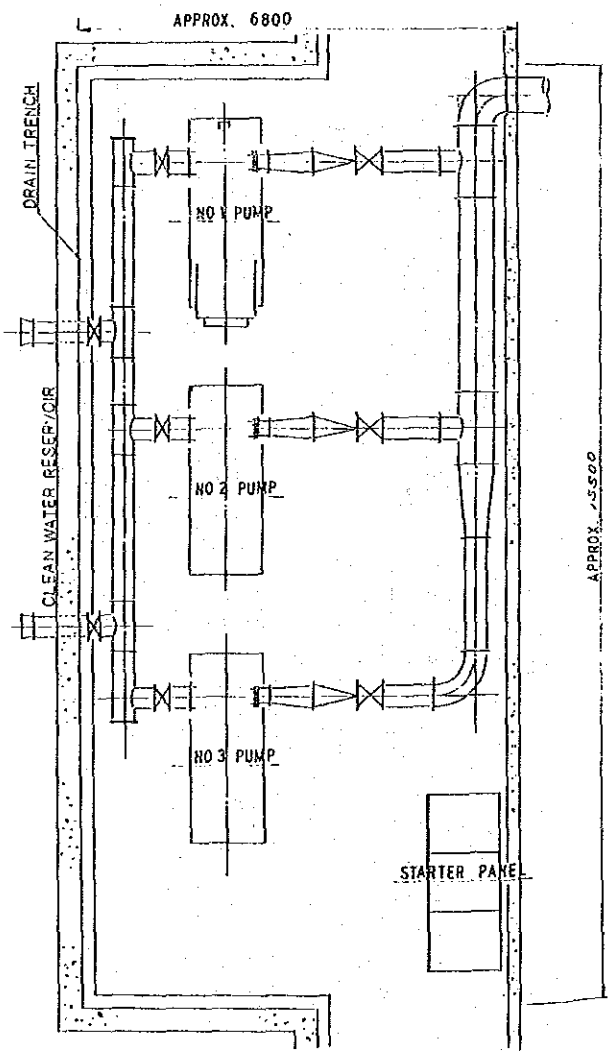 APPROX. 6800
DRAIN TRENCH
NO 1 PUMP
CLEAN WATER RESERVOIR
NO 2 PUMP
APPROX 15500
NO 3 PUMP
STARTER PANEL